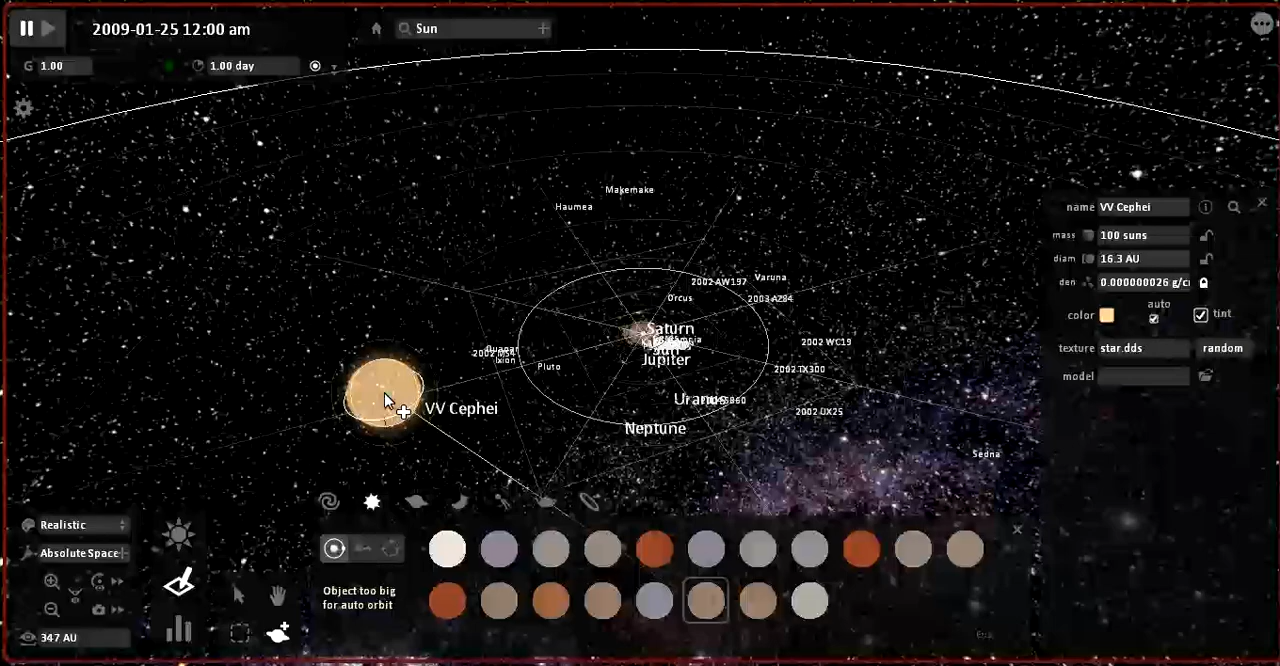 2009-01-25 12:00 am
Sun
G 1.00
1.00 day
Makemake
Haumea
2002 AW197
Varuna
Orcus
Saturn
Sun
Jupiter
2002 WC19
Quaoar
Ixion
Pluto
2002 TX300
VV Cephei
2002 UX25
Neptune
Sedna
name VV Cephei
mass 100 suns
diam 16.3 AU
den 0.000000026
auto
color
tint
texture star.dds random
model
Realistic
Absolute Space
347 AU
Object too big
for auto orbit